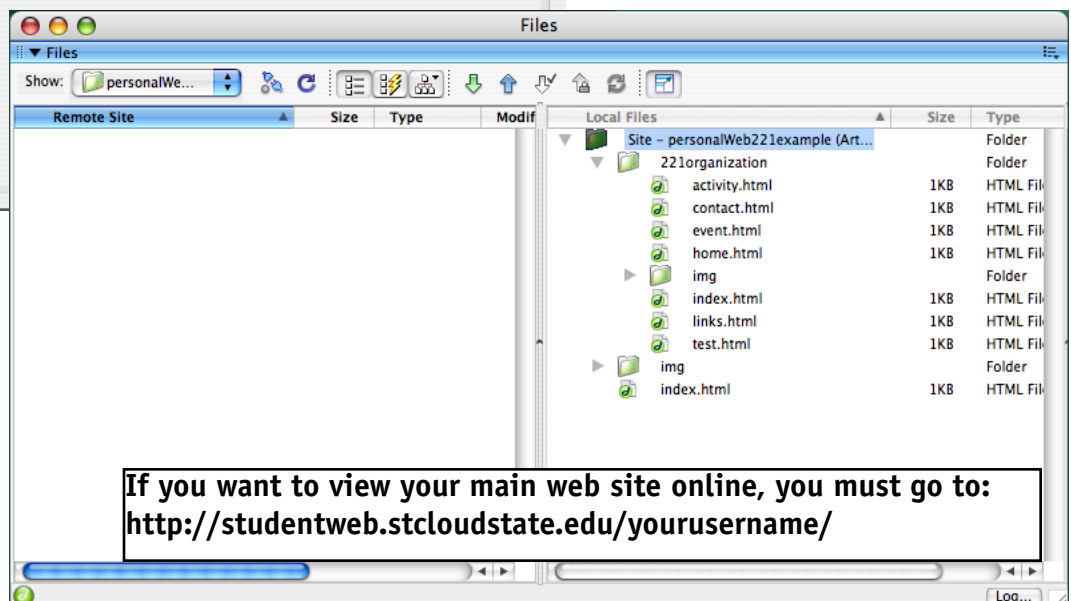 Files
Files
Show: personalWe...
Remote Site Size Type Modif
Local Files Size Type
Site – personalWeb221example (Art... Folder
221organization Folder
activity.html 1KB HTML Fil
contact.html 1KB HTML Fil
event.html 1KB HTML Fil
home.html 1KB HTML Fil
img Folder
index.html 1KB HTML Fil
links.html 1KB HTML Fil
test.html 1KB HTML Fil
img Folder
index.html 1KB HTML Fil
If you want to view your main web site online, you must go to:
http://studentweb.stcloudstate.edu/yourusername/
Log...